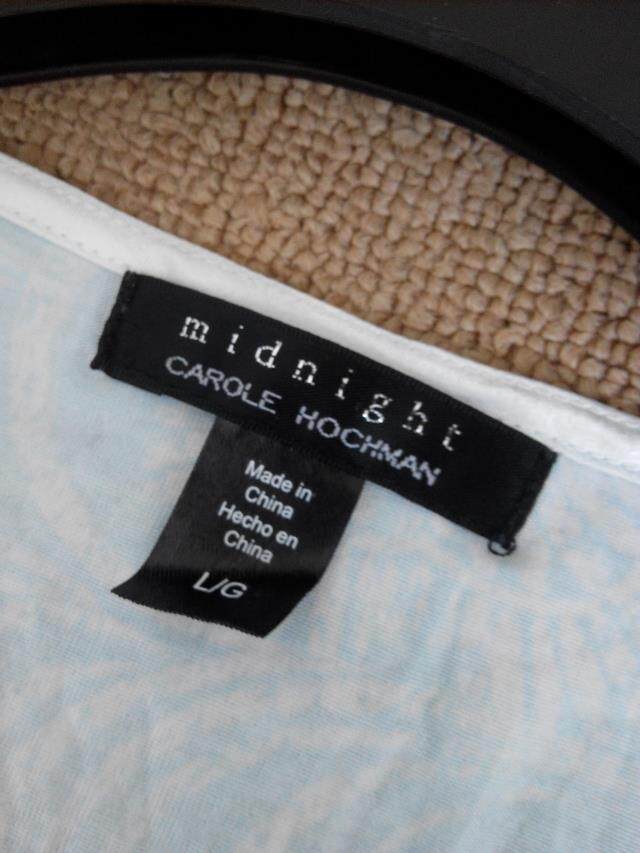 midnight
CAROLE HOCHMAN
Made in
China
Hecho en
China
L/G